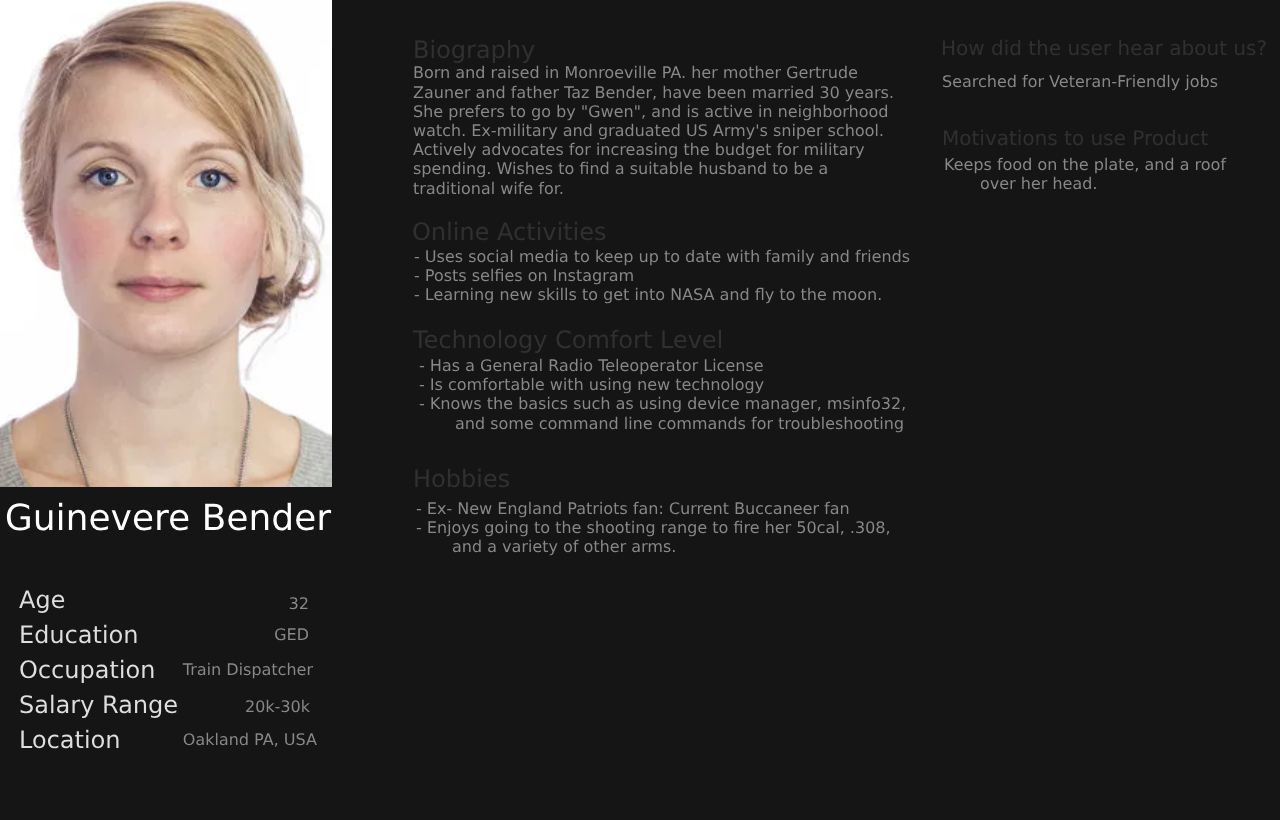 Guinevere Bender
Age 32
Education GED
Occupation Train Dispatcher
Salary Range 20k-30k
Location Oakland PA, USA
Biography
Born and raised in Monroeville PA. her mother Gertrude
Zauner and father Taz Bender, have been married 30 years.
She prefers to go by "Gwen", and is active in neighborhood
watch. Ex-military and graduated US Army's sniper school.
Actively advocates for increasing the budget for military
spending. Wishes to find a suitable husband to be a
traditional wife for.
Online Activities
- Uses social media to keep up to date with family and friends
- Posts selfies on Instagram
- Learning new skills to get into NASA and fly to the moon.
Technology Comfort Level
- Has a General Radio Teleoperator License
- Is comfortable with using new technology
- Knows the basics such as using device manager, msinfo32,
and some command line commands for troubleshooting
Hobbies
- Ex- New England Patriots fan: Current Buccaneer fan
- Enjoys going to the shooting range to fire her 50cal, .308,
and a variety of other arms.
How did the user hear about us?
Searched for Veteran-Friendly jobs
Motivations to use Product
Keeps food on the plate, and a roof
over her head.